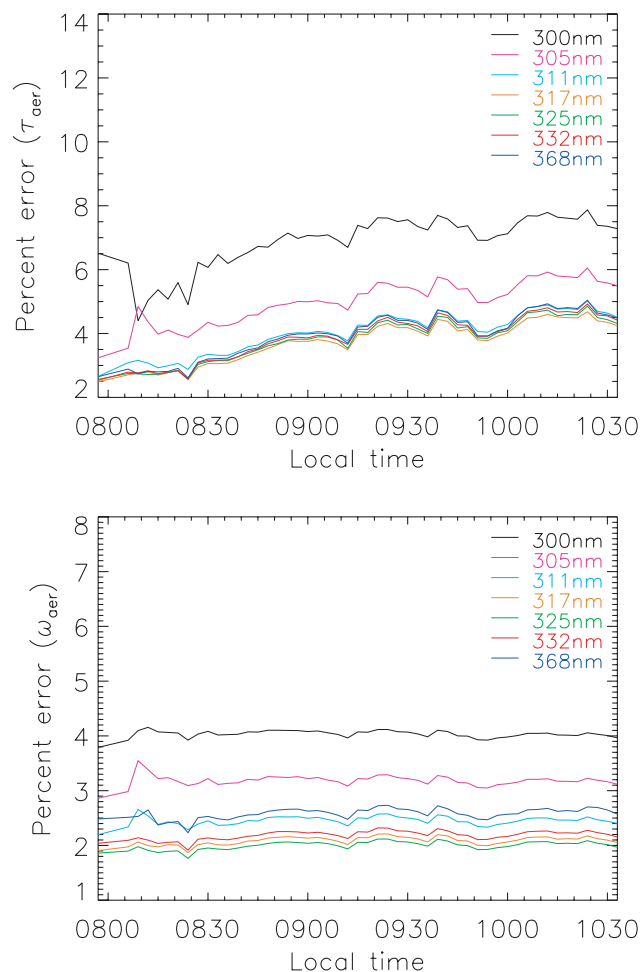 14
12
10
8
6
4
2
Percent error (τaer)
300nm
305nm
311nm
317nm
325nm
332nm
368nm
0800 0830 0900 0930 1000 1030
Local time
8
7
6
5
4
3
2
1
Percent error (ωaer)
300nm
305nm
311nm
317nm
325nm
332nm
368nm
0800 0830 0900 0930 1000 1030
Local time